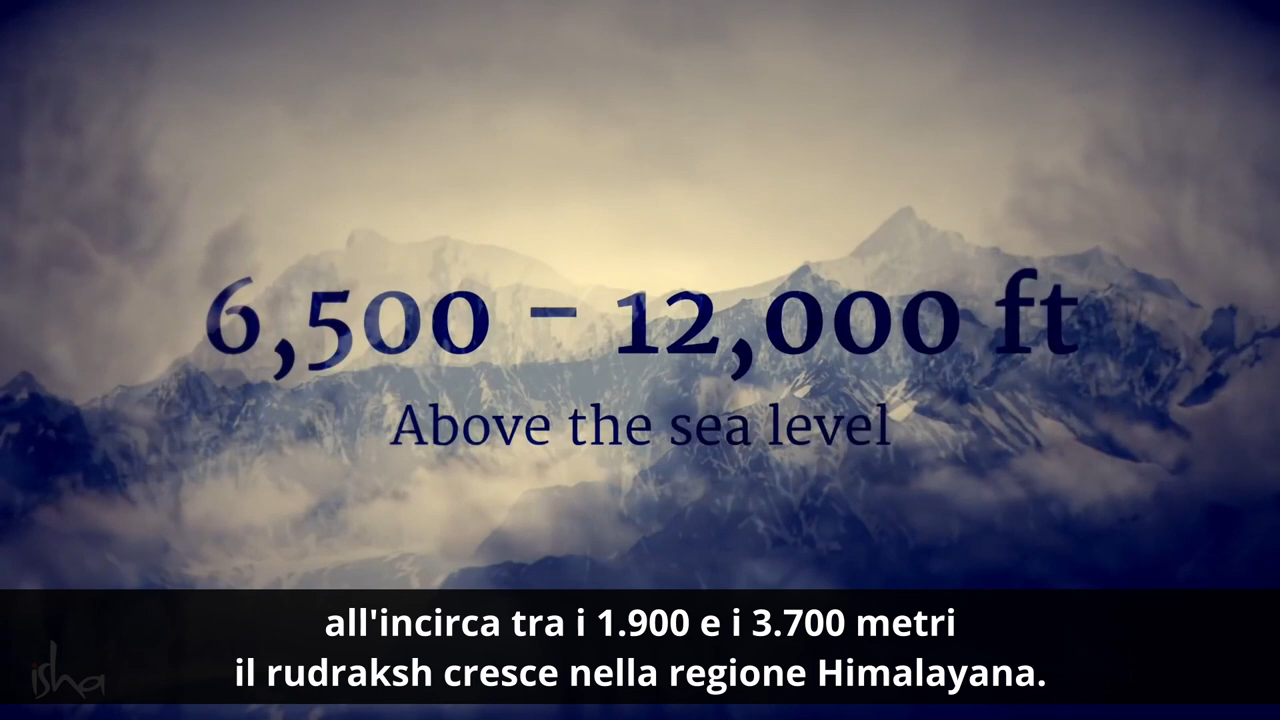 6,500 – 12,000 ft
Above the sea level
all'incirca tra i 1.900 e i 3.700 metri
il rudraksh cresce nella regione Himalayana.
isha